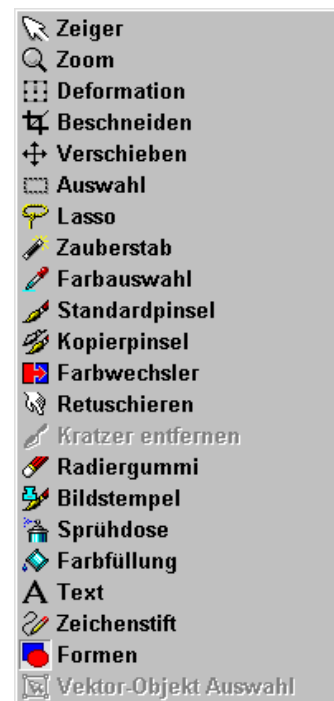 Zeiger
Zoom
Deformation
Beschneiden
Verschieben
Auswahl
Lasso
Zauberstab
Farbauswahl
Standardpinsel
Kopierpinsel
Farbwechsler
Retuschieren
Kratzer entfernen
Radiergummi
Bildstempel
Sprühdose
Farbfüllung
Text
Zeichenstift
Formen
Vektor-Objekt Auswahl